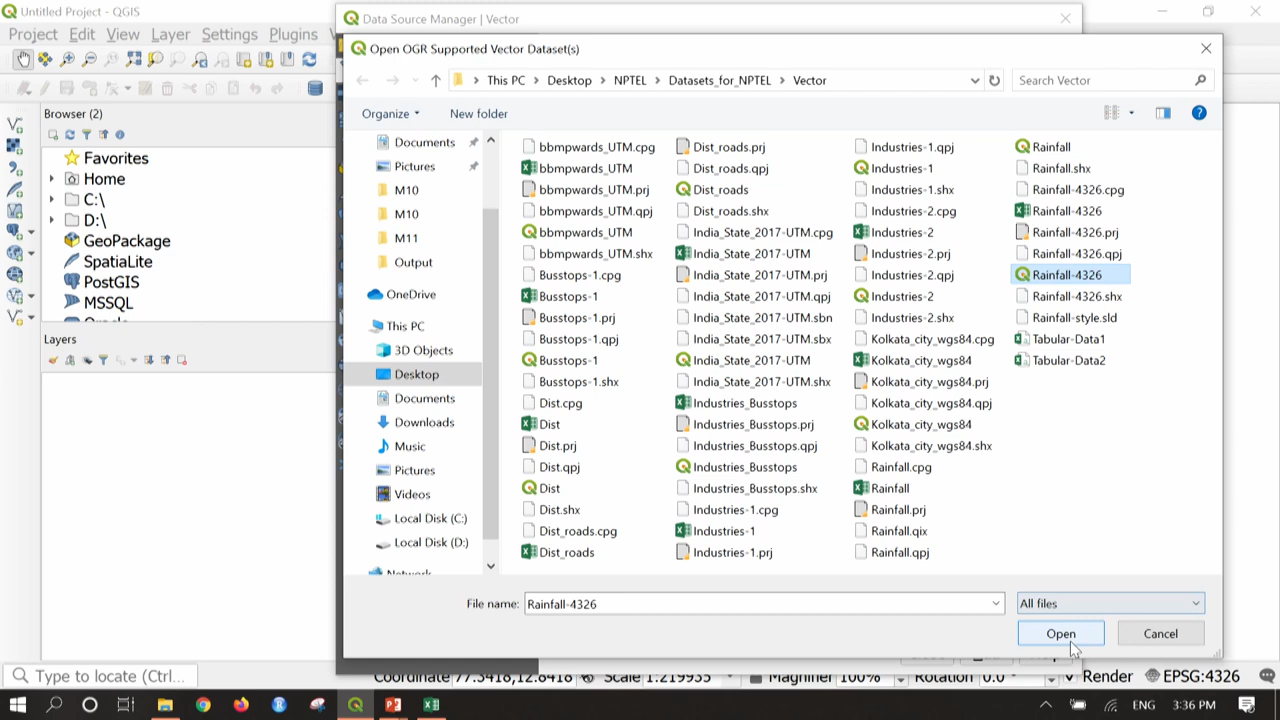 Untitled Project - QGIS
Project Edit View Layer Settings Plugins
Data Source Manager | Vector
Open OGR Supported Vector Dataset(s)
This PC > Desktop > NPTEL > Datasets_for_NPTEL > Vector
Search Vector
Organize
New folder
Browser (2)
Favorites
Home
C:\
D:\
GeoPackage
SpatiaLite
PostGIS
MSSQL
Layers
Documents
Pictures
M10
M10
M11
Output
OneDrive
This PC
3D Objects
Desktop
Documents
Downloads
Music
Pictures
Videos
Local Disk (C:)
Local Disk (D:)
Network
bbmpwards_UTM.cpg
bbmpwards_UTM
bbmpwards_UTM.prj
bbmpwards_UTM.qpj
bbmpwards_UTM
bbmpwards_UTM.shx
Busstops-1.cpg
Busstops-1
Busstops-1.prj
Busstops-1.qpj
Busstops-1
Busstops-1.shx
Dist.cpg
Dist
Dist.prj
Dist.qpj
Dist
Dist.shx
Dist_roads.cpg
Dist_roads
Dist_roads.prj
Dist_roads.qpj
Dist_roads
Dist_roads.shx
India_State_2017-UTM.cpg
India_State_2017-UTM
India_State_2017-UTM.prj
India_State_2017-UTM.qpj
India_State_2017-UTM.sbn
India_State_2017-UTM.sbx
India_State_2017-UTM
India_State_2017-UTM.shx
Industries_Busstops
Industries_Busstops.prj
Industries_Busstops.qpj
Industries_Busstops
Industries_Busstops.shx
Industries-1.cpg
Industries-1
Industries-1.prj
Industries-1.qpj
Industries-1
Industries-1.shx
Industries-2.cpg
Industries-2
Industries-2.prj
Industries-2.qpj
Industries-2
Industries-2.shx
Kolkata_city_wgs84.cpg
Kolkata_city_wgs84
Kolkata_city_wgs84.prj
Kolkata_city_wgs84.qpj
Kolkata_city_wgs84
Kolkata_city_wgs84.shx
Rainfall.cpg
Rainfall
Rainfall.prj
Rainfall.qix
Rainfall.qpj
Rainfall
Rainfall.shx
Rainfall-4326.cpg
Rainfall-4326
Rainfall-4326.prj
Rainfall-4326.qpj
Rainfall-4326
Rainfall-4326.shx
Rainfall-style.sld
Tabular-Data1
Tabular-Data2
File name: Rainfall-4326
All files
Open
Cancel
Type to locate (Ctrl...
Coordinate 77.5418,12.8418 Scale 1:219935 Magnifier 100% Rotation 0.0 Render EPSG:4326
ENG 3:36 PM